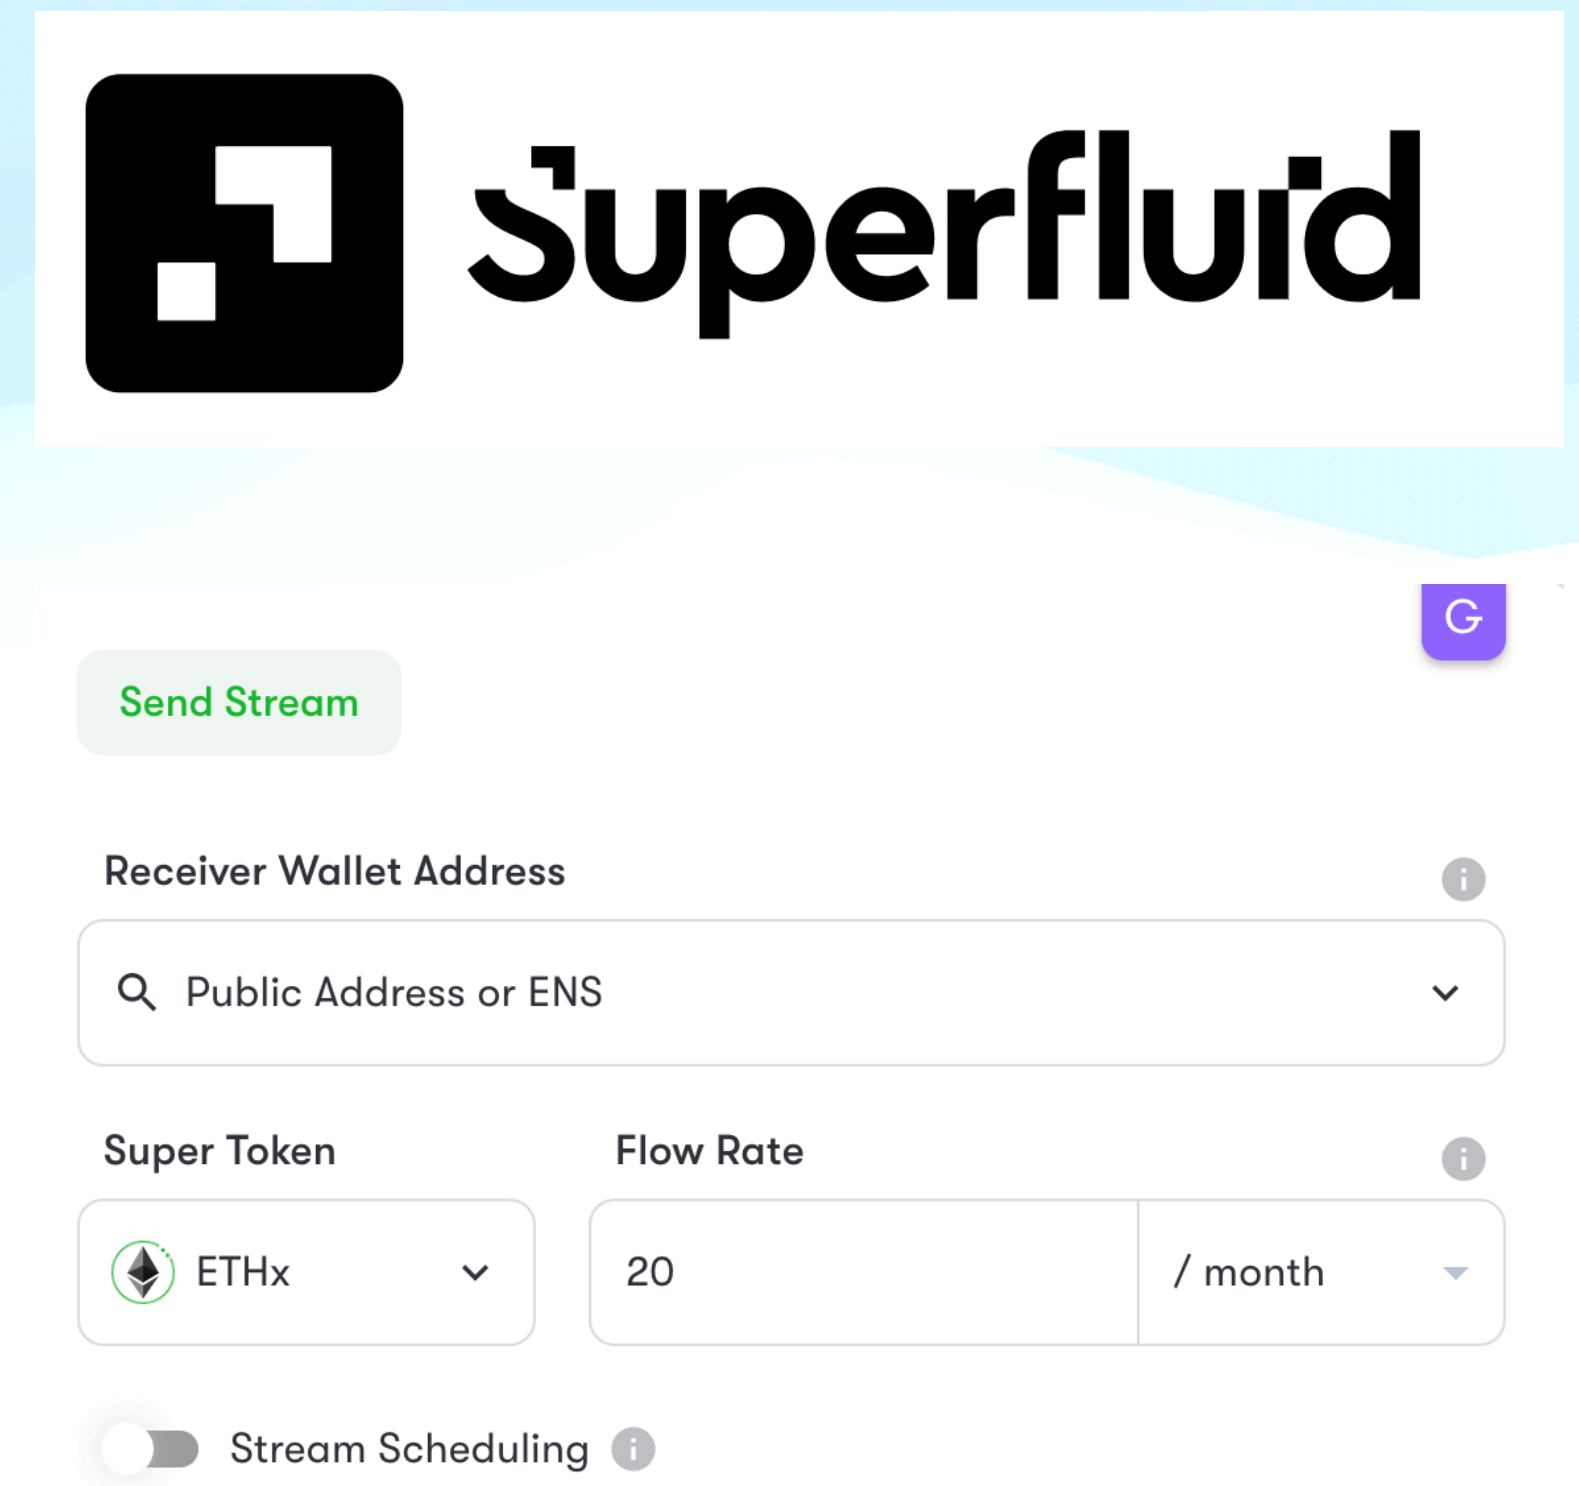 Superfluid
G
Send Stream
Receiver Wallet Address
Public Address or ENS
Super Token
Flow Rate
ETHx
20
/ month
Stream Scheduling